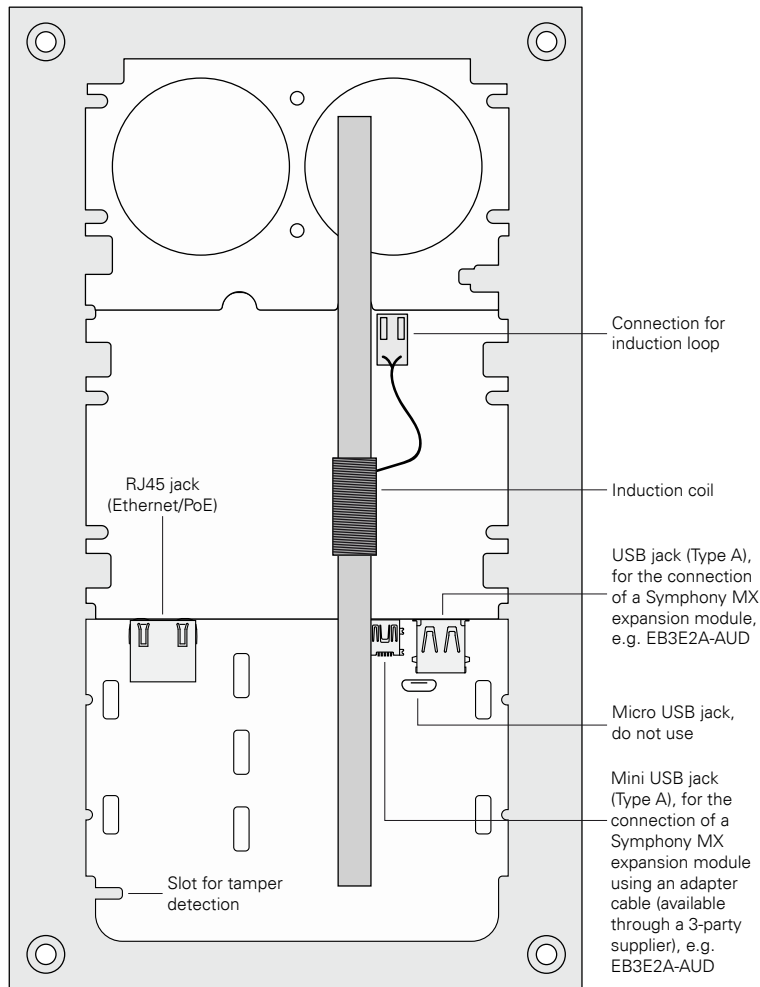 Connection for
induction loop
RJ45 jack
(Ethernet/PoE)
Induction coil
USB jack (Type A),
for the connection
of a Symphony MX
expansion module,
e.g. EB3E2A-AUD
Micro USB jack,
do not use
Mini USB jack
(Type A), for the
connection of a
Symphony MX
expansion module
using an adapter
cable (available
through a 3-party
supplier), e.g.
EB3E2A-AUD
Slot for tamper
detection